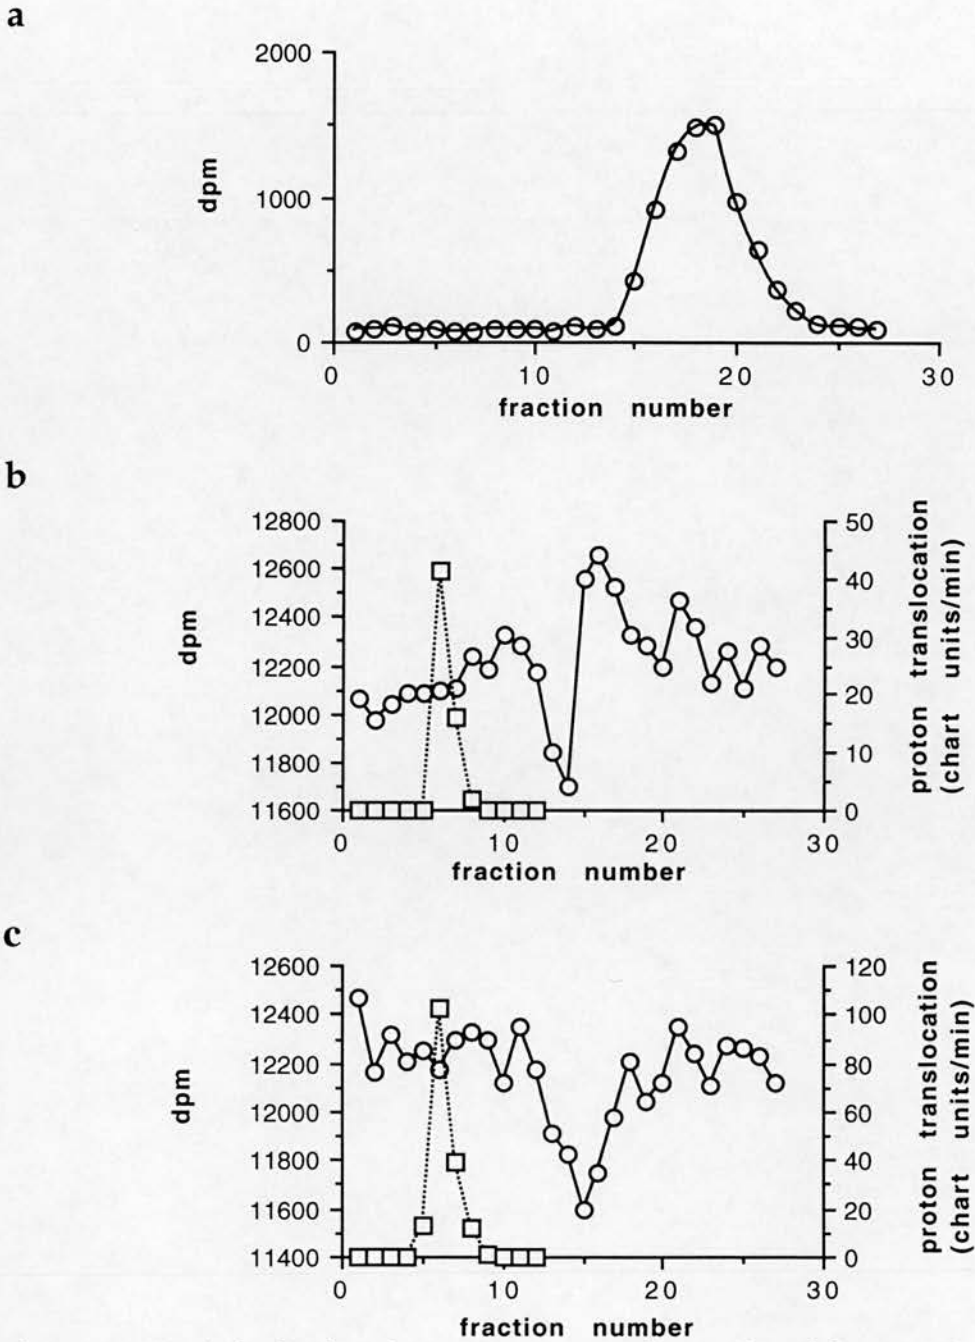 a
2000
1000
0
dpm
0 10 20 30
fraction number
b
12800
12600
12400
12200
12000
11800
11600
dpm
50
40
30
20
10
0
proton translocation
(chart units/min)
0 10 20 30
fraction number
c
12600
12400
12200
12000
11800
11600
11400
dpm
120
100
80
60
40
20
0
proton translocation
(chart units/min)
0 10 20 30
fraction number